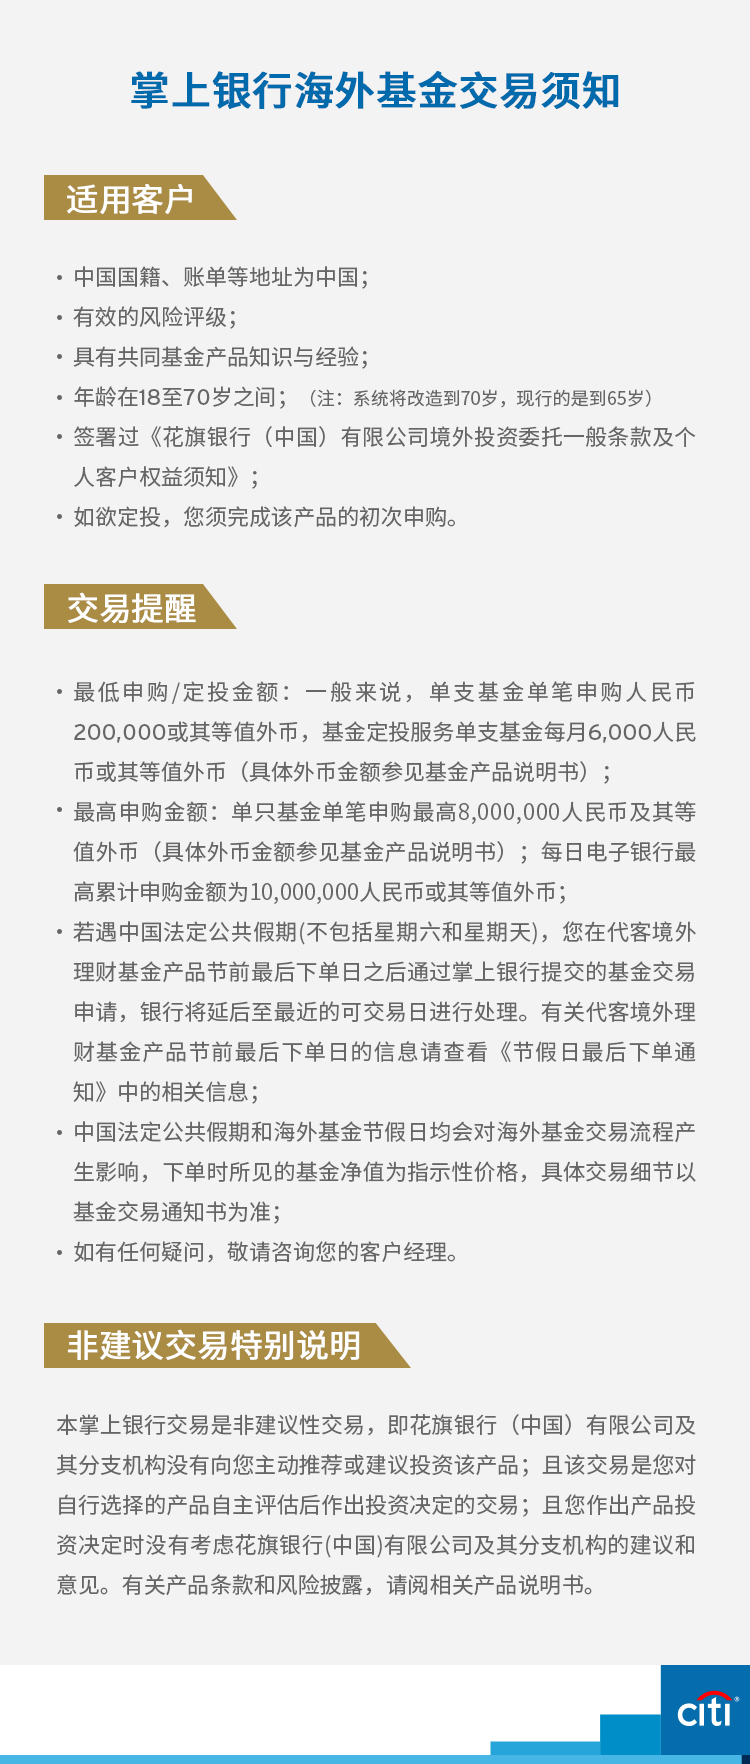 掌上银行海外基金交易须知
适用客户
• 中国国籍、账单等地址为中国；
• 有效的风险评级；
• 具有共同基金产品知识与经验；
• 年龄在18至70岁之间；（注：系统将改造到70岁，现行的是到65岁）
• 签署过《花旗银行（中国）有限公司境外投资委托一般条款及个
人客户权益须知》；
• 如欲定投，您须完成该产品的初次申购。
交易提醒
• 最低申购/定投金额：一般来说，单支基金单笔申购人民币
200,000或其等值外币，基金定投服务单支基金每月6,000人民
币或其等值外币（具体外币金额参见基金产品说明书）；
• 最高申购金额：单只基金单笔申购最高8,000,000人民币及其等
值外币（具体外币金额参见基金产品说明书）；每日电子银行最
高累计申购金额为10,000,000人民币或其等值外币；
• 若遇中国法定公共假期(不包括星期六和星期天)，您在代客境外
理财基金产品节前最后下单日之后通过掌上银行提交的基金交易
申请，银行将延后至最近的可交易日进行处理。有关代客境外理
财基金产品节前最后下单日的信息请查看《节假日最后下单通
知》中的相关信息；
• 中国法定公共假期和海外基金节假日均会对海外基金交易流程产
生影响，下单时所见的基金净值为指示性价格，具体交易细节以
基金交易通知书为准；
• 如有任何疑问，敬请咨询您的客户经理。
非建议交易特别说明
本掌上银行交易是非建议性交易，即花旗银行（中国）有限公司及
其分支机构没有向您主动推荐或建议投资该产品；且该交易是您对
自行选择的产品自主评估后作出投资决定的交易；且您作出产品投
资决定时没有考虑花旗银行(中国)有限公司及其分支机构的建议和
意见。有关产品条款和风险披露，请阅相关产品说明书。
citi®